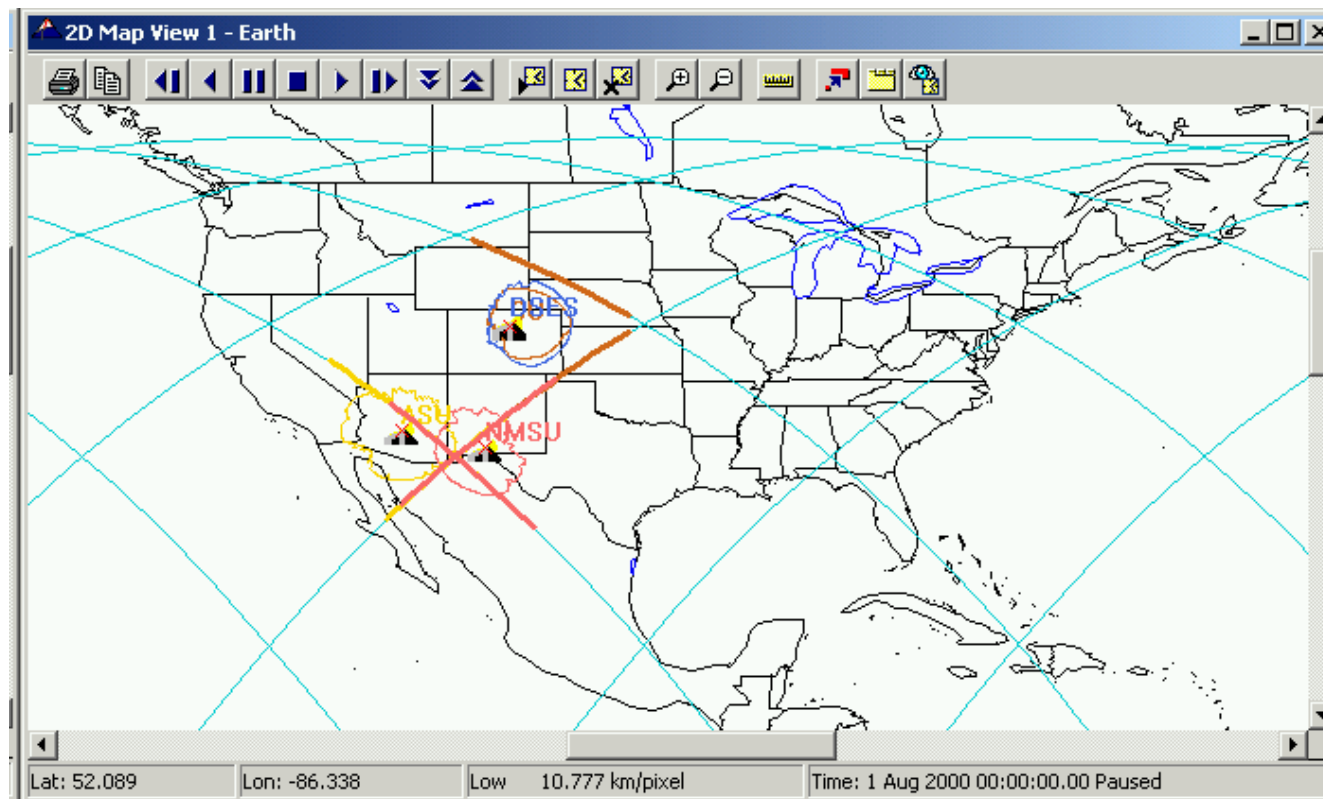 2D Map View 1 - Earth
ASU
NMSU
Lat: 52.089
Lon: -86.338
Low 10.777 km/pixel
Time: 1 Aug 2000 00:00:00.00 Paused